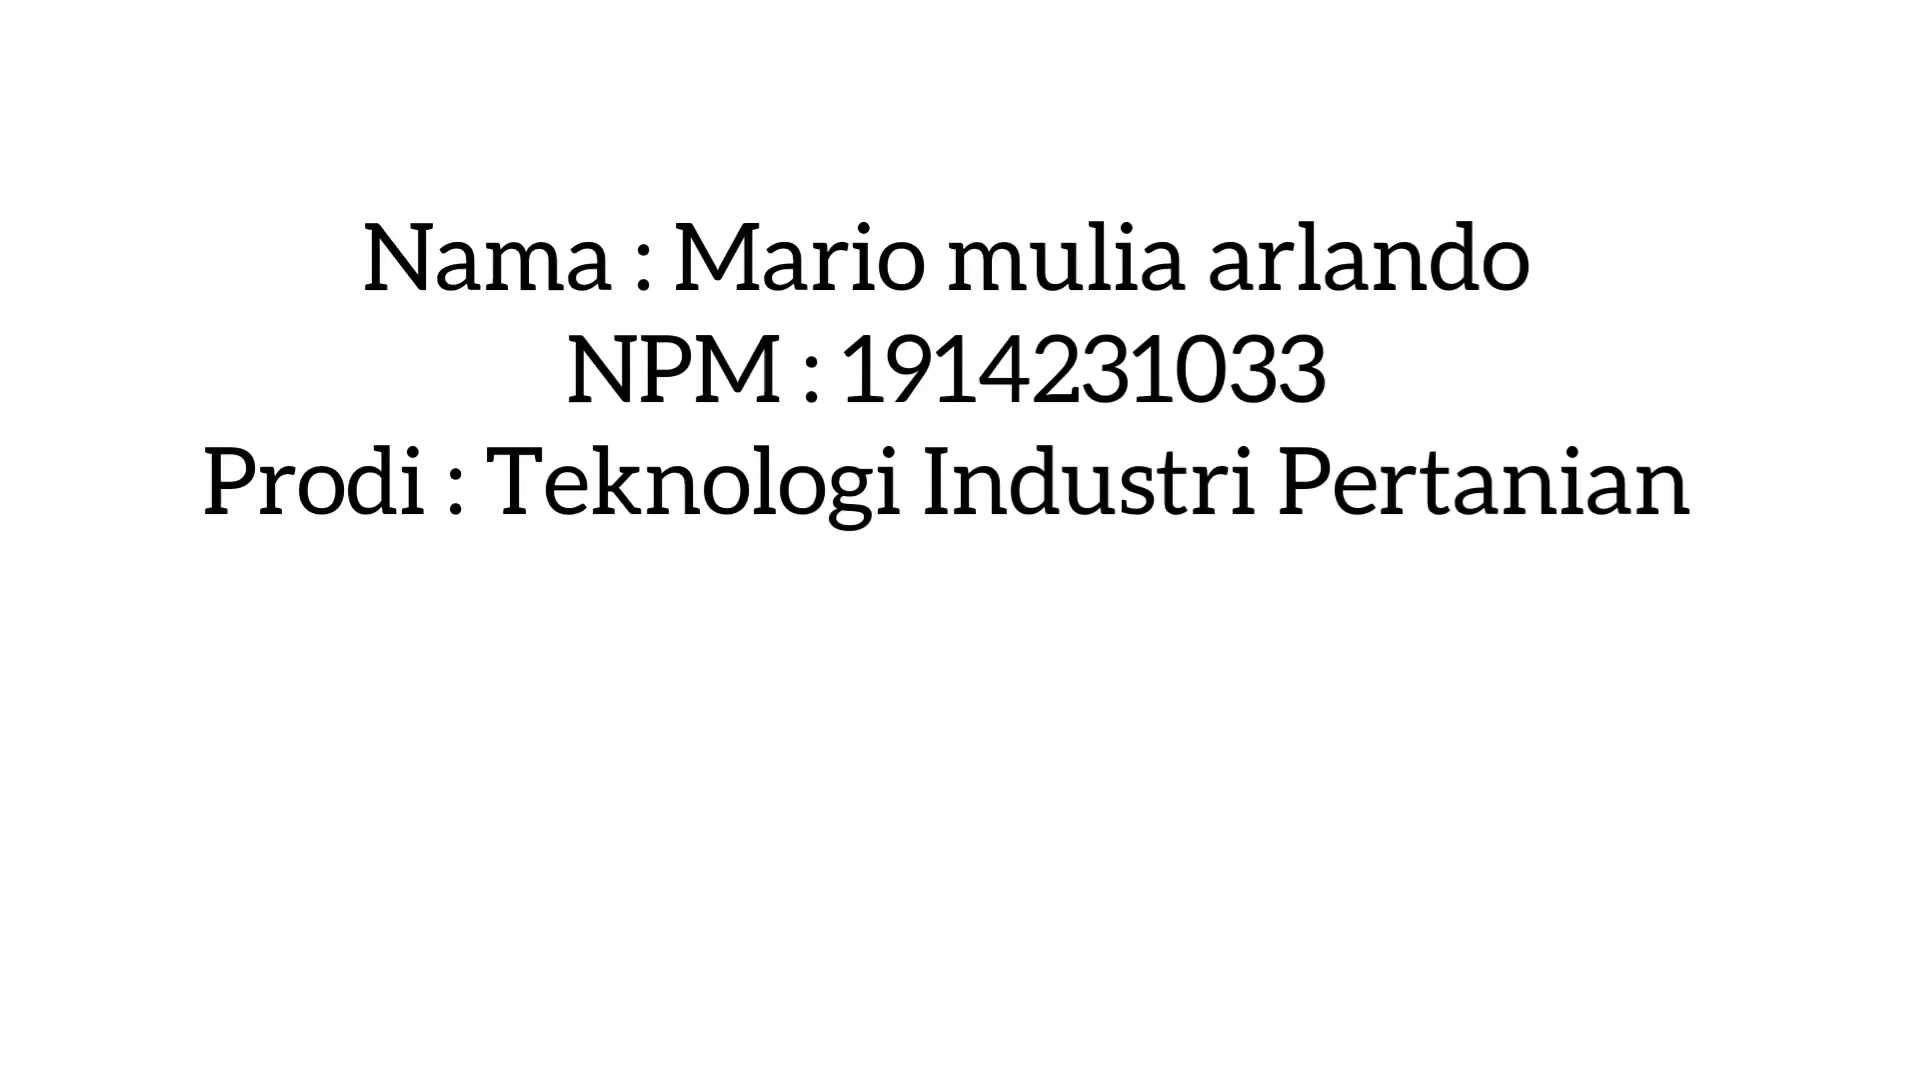 Nama : Mario mulia arlando
NPM : 1914231033
Prodi : Teknologi Industri Pertanian